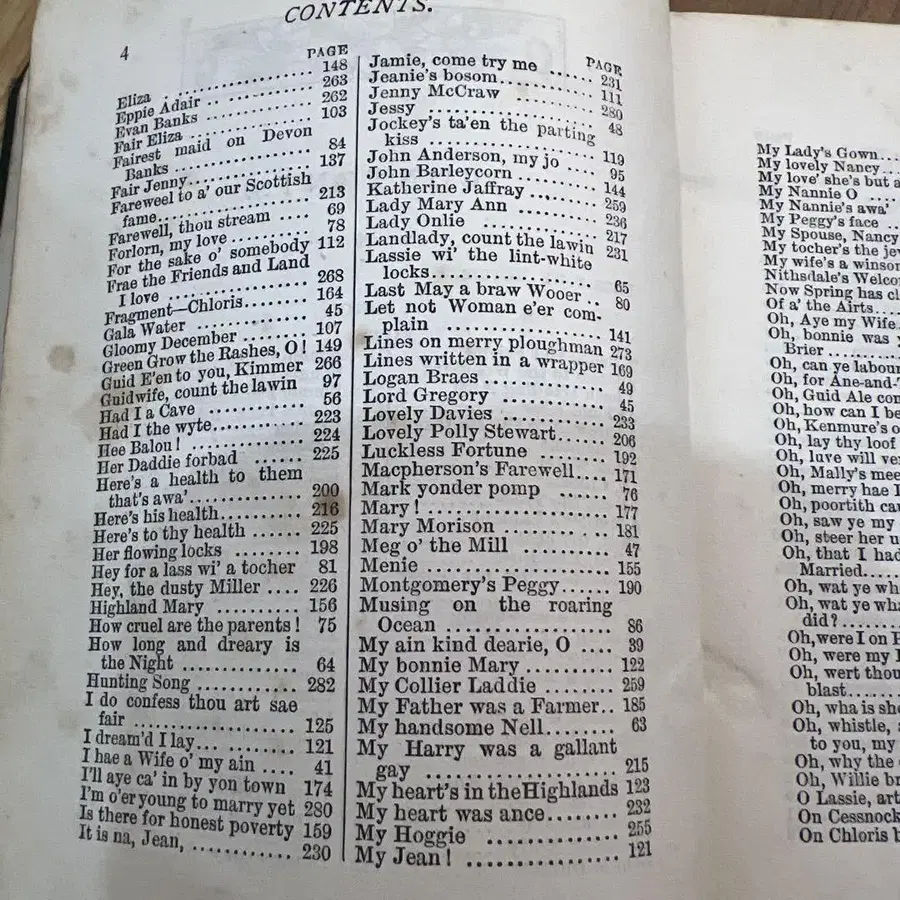 CONTENTS.
4
PAGE
Eliza ..................... 148
Eppie Adair .. ............ 263
Evan Banks ............... 262
Fair Eliza ................ 103
Fairest maid on Devon
Banks .................. 84
Fair Jenny................ 137
Fareweel to a' our Scottish
fame.................... 213
Farewell, thou stream .... 69
Forlorn, my love ......... 78
For the sake o' somebody 112
Frae the Friends and Land
I love .................. 268
Fragment—Chloris........ 164
Gala Water .............. 45
Gloomy December ........ 107
Green Grow the Rashes, O! 149
Guid E'en to you, Kimmer 266
Guidwife, count the lawin 97
Had I a Cave ............ 56
Had I the wyte........... 223
Hee Balou! ............... 224
Her Daddie forbad ...... 225
Here's a health to them
that's awa'.............. 200
Here's his health.......... 216
Here's to thy health ...... 225
Her flowing locks ........ 198
Hey for a lass wi' a tocher 81
Hey, the dusty Miller .... 226
Highland Mary .......... 156
How cruel are the parents! 75
How long and dreary is
the Night .............. 64
Hunting Song ............ 282
I do confess thou art sae
fair .................... 125
I dream'd I lay... ......... 121
I hae a Wife o' my ain .... 41
I'll aye ca' in by yon town 174
I'm o'er young to marry yet 280
Is there for honest poverty 159
It is na, Jean, ............ 230
PAGE
Jamie, come try me ...... 231
Jeanie's bosom............ 111
Jenny McCraw .......... 280
Jessy .................... 48
Jockey's ta'en the parting
kiss .................... 119
John Anderson, my jo .... 95
John Barleycorn .......... 144
Katherine Jaffray ........ 259
Lady Mary Ann .......... 236
Lady Onlie .............. 217
Landlady, count the lawin 231
Lassie wi' the lint-white
locks.................... 65
Last May a braw Wooer .. 80
Let not Woman e'er com-
plain .................. 141
Lines on merry ploughman 273
Lines written in a wrapper 169
Logan Braes .............. 49
Lord Gregory ............ 45
Lovely Davies ............ 233
Lovely Polly Stewart...... 206
Luckless Fortune ........ 192
Macpherson's Farewell.... 171
Mark yonder pomp ...... 76
Mary! .................... 177
Mary Morison ............ 181
Meg o' the Mill .......... 47
Menie .................... 155
Montgomery's Peggy...... 190
Musing on the roaring
Ocean .................. 86
My ain kind dearie, O .... 39
My bonnie Mary .......... 122
My Collier Laddie ........ 259
My Father was a Farmer.. 185
My handsome Nell........ 63
My Harry was a gallant
gay .................... 215
My heart's in the Highlands 123
My heart was ance........ 232
My Hoggie .............. 255
My Jean! ................ 121
My Lady's Gown...
My lovely Nancy...
My love' she's but a
My Nannie O ....
My Nannie's awa'
My Peggy's face ..
My Spouse, Nancy
My tocher's the
My wife's a
Nithsdale's
Now Spring has
Of a' the Airts....
Oh, Aye my Wife
Oh, bonnie was
Brier ..........
Oh, can ye
Oh, for
Oh, Guid Ale
Oh, how can I
Oh, Kenmure's
Oh, lay thy loof
Oh, luve will
Oh, Mally's
Oh, merry hae I
Oh, poortith
Oh, saw ye my
Oh, steer her
Oh, that I had
Married.....
Oh, wat ye
Oh, wat ye
did?........
Oh, were I on
Oh, were my
Oh, wert thou
blast.......
Oh, wha is
Oh, whistle,
to you, my
Oh, why the
Oh, Willie
O Lassie, art
On Cessnock
On Chloris